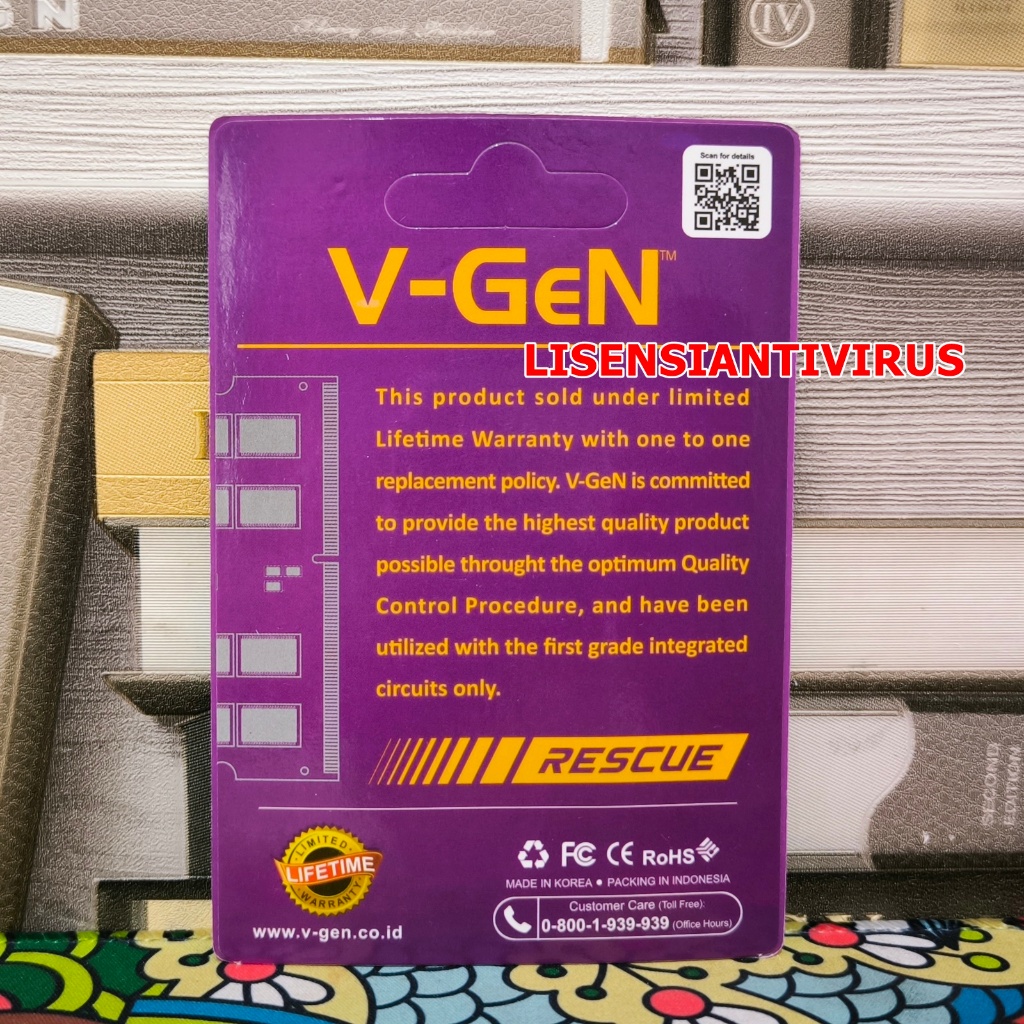 GN
IV
Scan for details
V-GeN™
LISENSIANTIVIRUS
This product sold under limited
Lifetime Warranty with one to one
replacement policy. V-GeN is committed
to provide the highest quality product
possible throught the optimum Quality
Control Procedure, and have been
utilized with the first grade integrated
circuits only.
RESCUE
SECOND
EDITION
LIMITED
LIFETIME
WARRANTY
FC CE RoHS
MADE IN KOREA ● PACKING IN INDONESIA
Customer Care (Toll Free):
0-800-1-939-939 (Office Hours)
www.v-gen.co.id